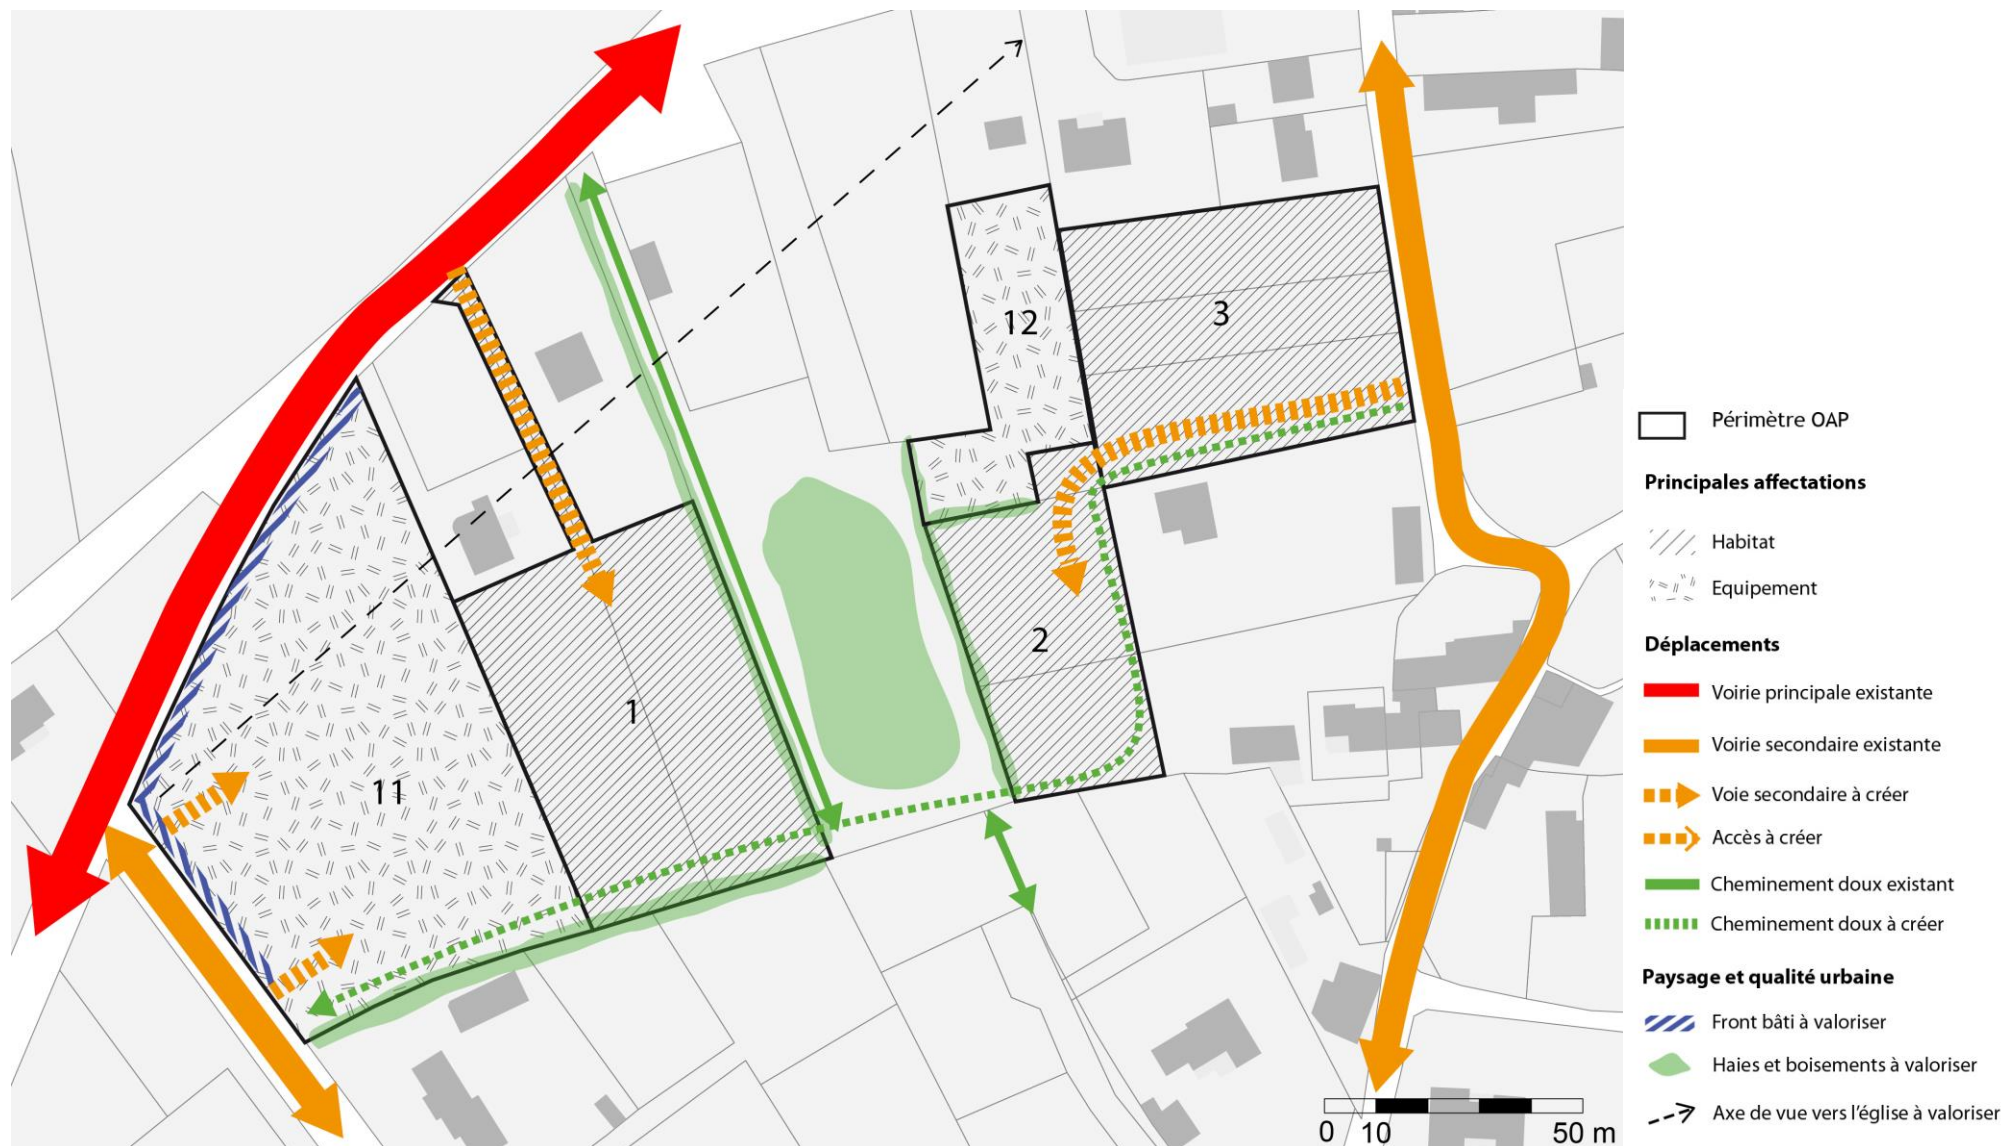 12
3
2
1
11
0 10 50 m
Périmètre OAP
Principales affectations
Habitat
Equipement
Déplacements
Voirie principale existante
Voirie secondaire existante
Voie secondaire à créer
Accès à créer
Cheminement doux existant
Cheminement doux à créer
Paysage et qualité urbaine
Front bâti à valoriser
Haies et boisements à valoriser
Axe de vue vers l'église à valoriser